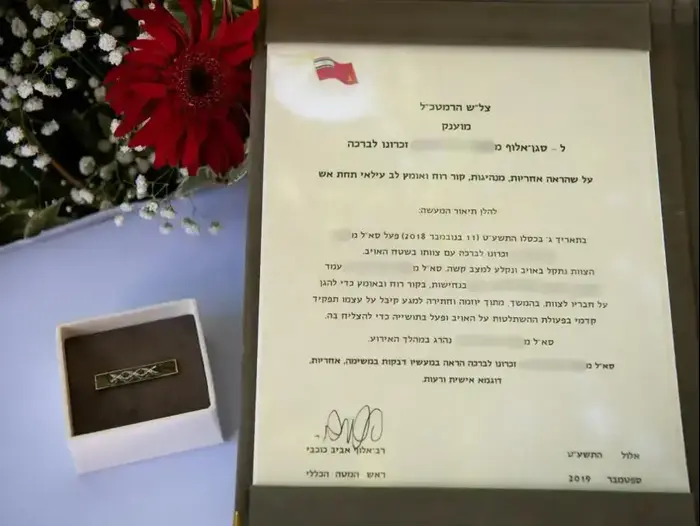 צל״ש הרמטכ״ל
מוענק
ל - סגן־אלוף מ זכרונו לברכה
על שהראה אחריות, מנהיגות, קור רוח ואומץ לב עילאי תחת אש
להלן תיאור המעשה:
בתאריך ג׳ בכסלו התשע״ט (11 בנובמבר 2018) פעל סא״ל מ
זכרונו לברכה עם צוותו בשטח האויב.
הצוות נתקל באויב ונקלע למצב קשה. סא״ל מ עמד
בנחישות, בקור רוח ובאומץ כדי להגן
על חבריו לצוות, בהמשך, מתוך יוזמה וחתירה למגע קיבל על עצמו תפקיד
קדמי בפעולת ההשתלטות על האויב ופעל בתושייה כדי להצליח בה.
סא״ל מ נהרג במהלך האירוע.
סא״ל מ זכרונו לברכה הראה במעשיו דבקות במשימה, אחריות,
דוגמא אישית ורעות.
רב־אלוף אביב כוכבי
ראש המטה הכללי
אלול התשע״ט
ספטמבר 2019